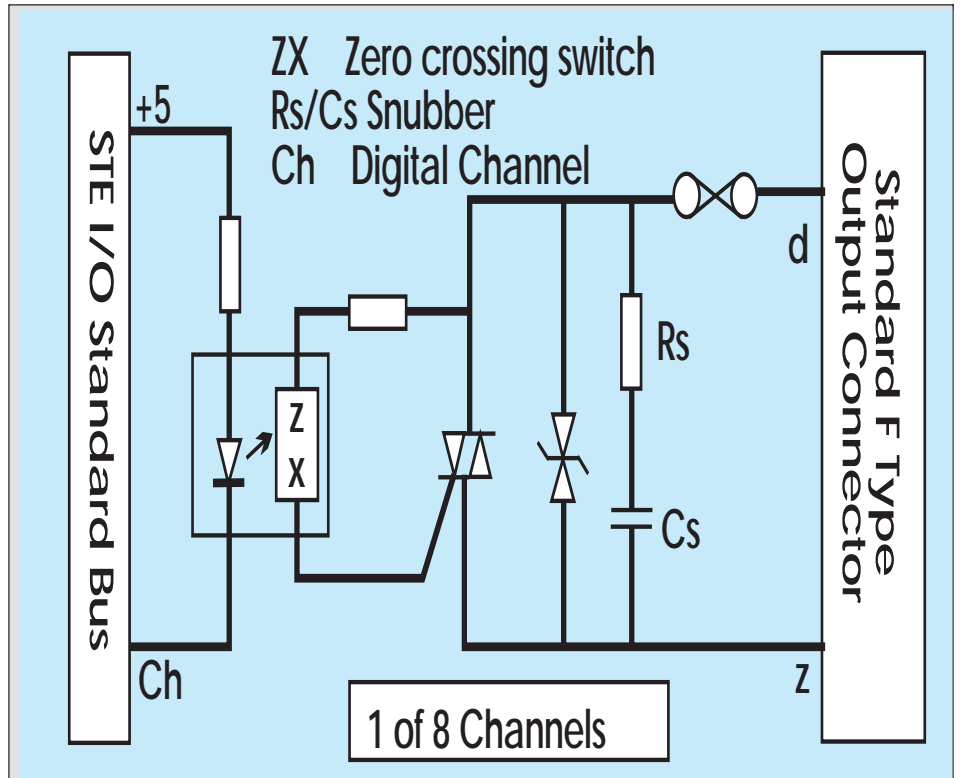 ZX Zero crossing switch
Rs/Cs Snubber
Ch Digital Channel
+5
STE I/O Standard Bus
Z
X
Rs
Cs
d
z
Ch
Standard F Type
Output Connector
1 of 8 Channels